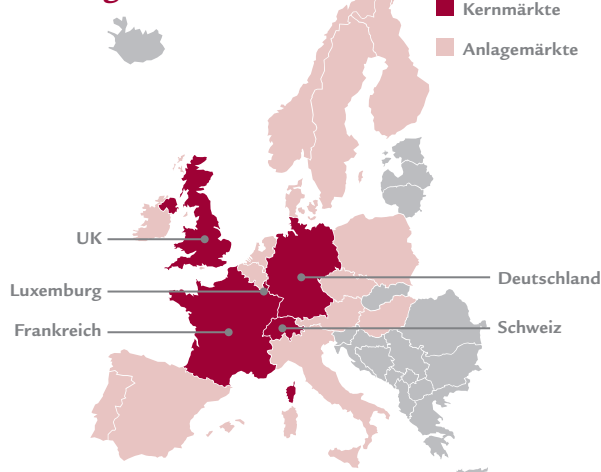 Kernmärkte
Anlagemärkte
UK
Luxemburg
Frankreich
Deutschland
Schweiz